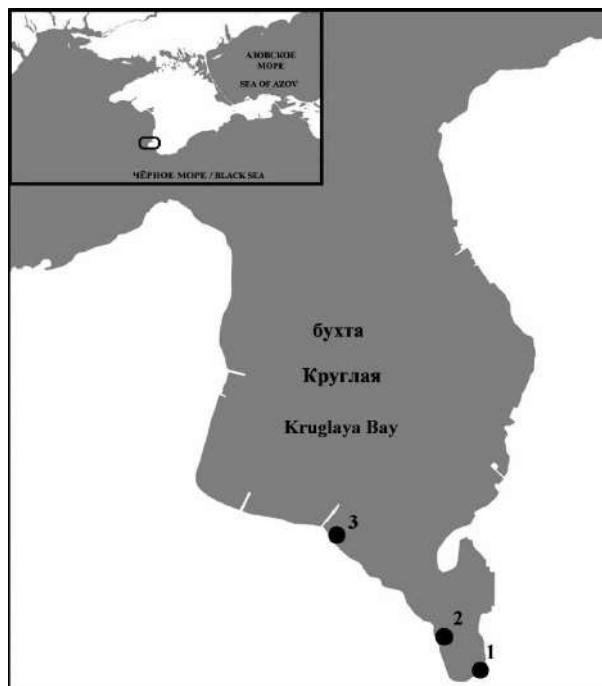 АЗОВСКОЕ
МОРЕ
SEA OF AZOV
ЧЁРНОЕ МОРЕ / BLACK SEA
бухта
Круглая
Kruglaya Bay
3
2
1